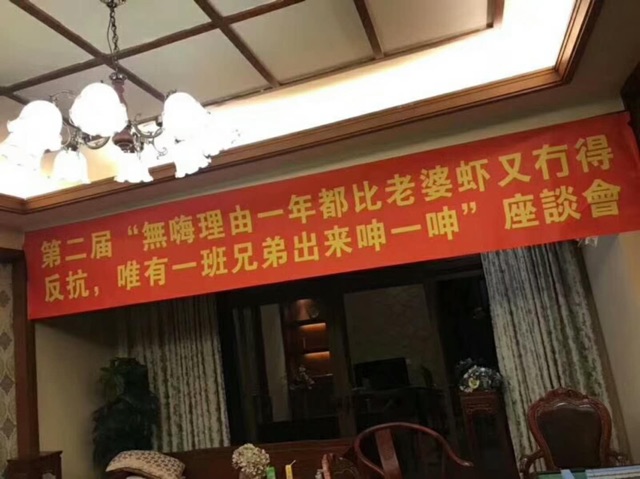 第二届“無嗨理由一年都比老婆虾又冇得
反抗，唯有一班兄弟出来呻一呻”座談會